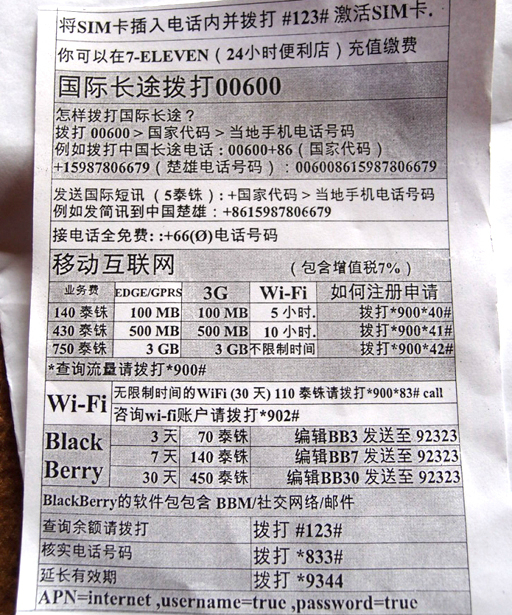 将SIM卡插入电话内并拨打 #123# 激活SIM卡.
你可以在7-ELEVEN（24小时便利店）充值缴费
国际长途拨打00600
怎样拨打国际长途？
拨打 00600 > 国家代码 > 当地手机电话号码
例如拨打中国长途电话 : 00600+86 ( 国家代码 )
+15987806679 ( 楚雄电话号码 ) : 006008615987806679
发送国际短讯（5泰铢）: +国家代码 > 当地手机电话号码
例如发简讯到中国楚雄 : +8615987806679
接电话全免费: :+66(Ø)电话号码
移动互联网 （包含增值税7%）
业务费 EDGE/GPRS 3G Wi-Fi 如何注册申请
140 泰铢 100 MB 100 MB 5 小时. 拨打*900*40#
430 泰铢 500 MB 500 MB 10 小时. 拨打*900*41#
750 泰铢 3 GB 3 GB 不限制时间 拨打*900*42#
*查询流量请拨打*900#
Wi-Fi 无限制时间的WiFi (30 天) 110 泰铢请拨打*900*83# call
咨询wi-fi账户请拨打*902#
Black Berry 3 天 70 泰铢 编辑BB3 发送至 92323
7 天 140 泰铢 编辑BB7 发送至 92323
30 天 450 泰铢 编辑BB30 发送至 92323
BlackBerry的软件包包含 BBM/社交网络/邮件
查询余额请拨打 拨打 #123#
核实电话号码 拨打 *833#
延长有效期 拨打 *9344
APN=internet ,username=true ,password=true